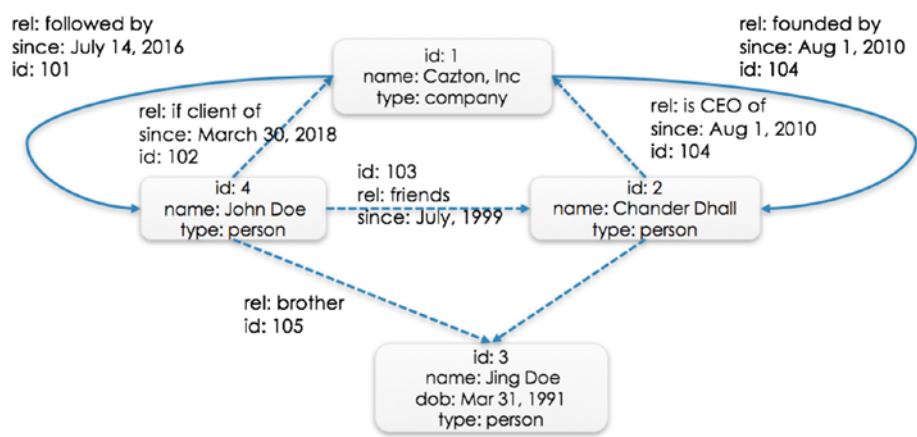 rel: followed by
since: July 14, 2016
id: 101
id: 1
name: Cazton, Inc
type: company
rel: founded by
since: Aug 1, 2010
id: 104
rel: if client of
since: March 30, 2018
id: 102
rel: is CEO of
since: Aug 1, 2010
id: 104
id: 4
name: John Doe
type: person
id: 103
rel: friends
since: July, 1999
id: 2
name: Chander Dhall
type: person
rel: brother
id: 105
id: 3
name: Jing Doe
dob: Mar 31, 1991
type: person